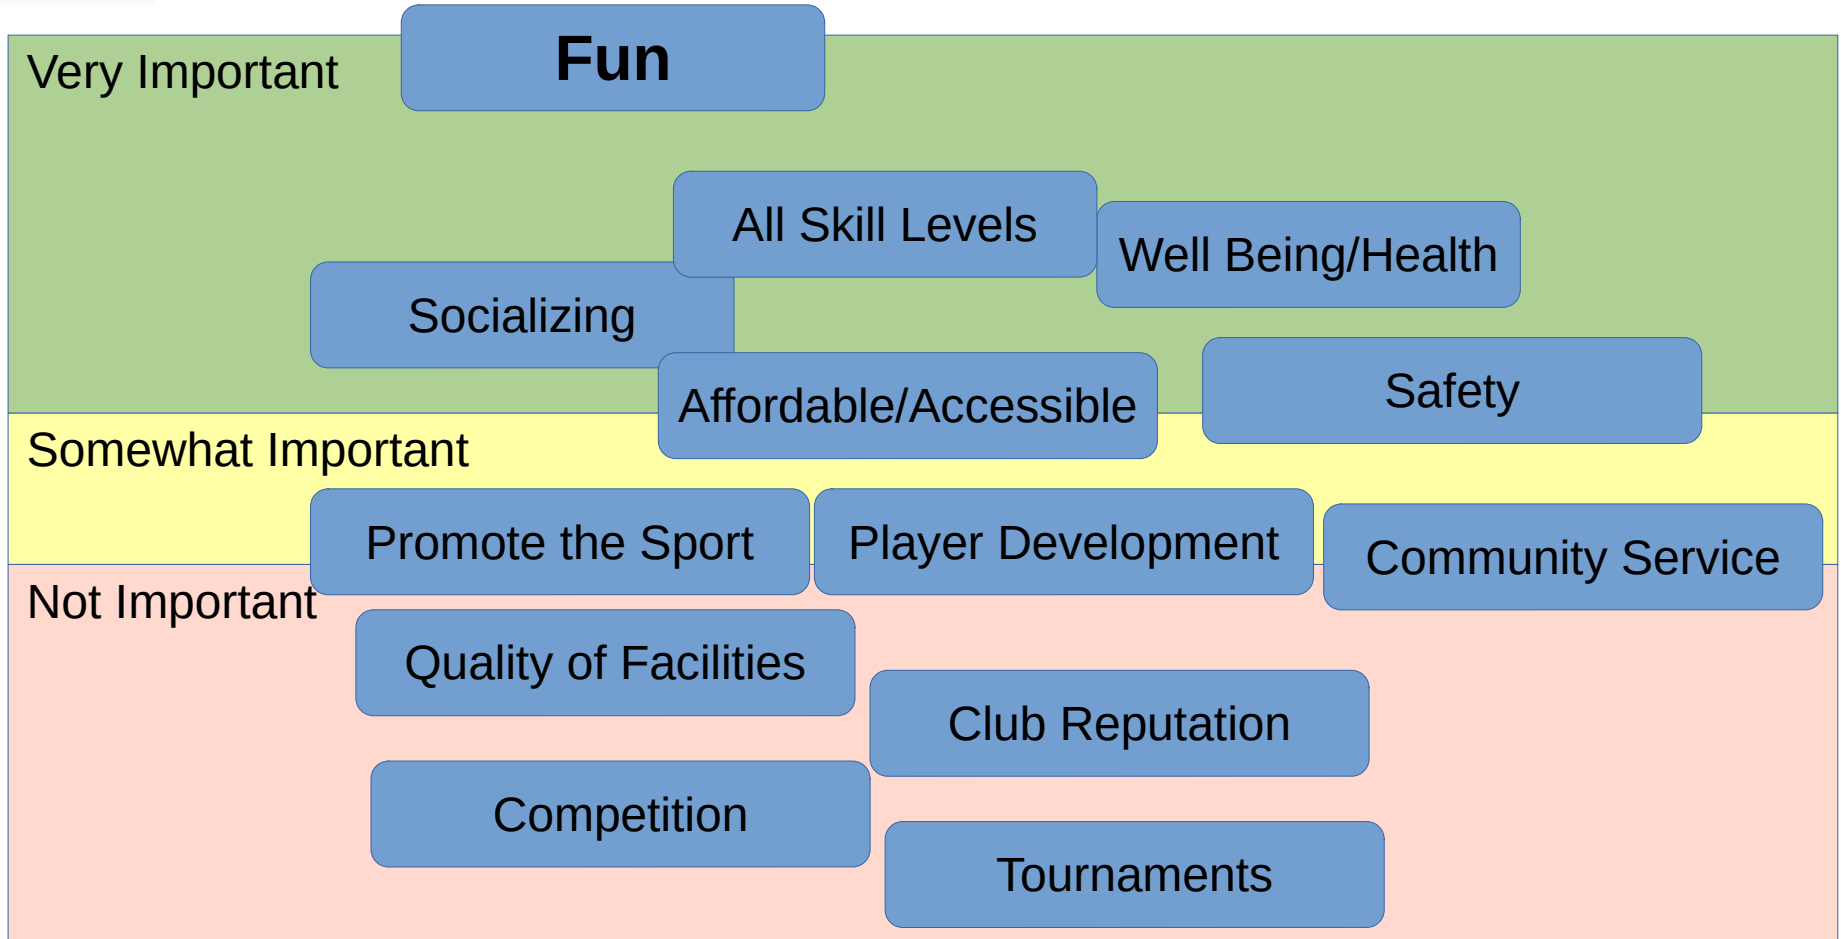 Fun
Very Important
All Skill Levels
Well Being/Health
Socializing
Safety
Affordable/Accessible
Somewhat Important
Promote the Sport
Player Development
Community Service
Not Important
Quality of Facilities
Club Reputation
Competition
Tournaments